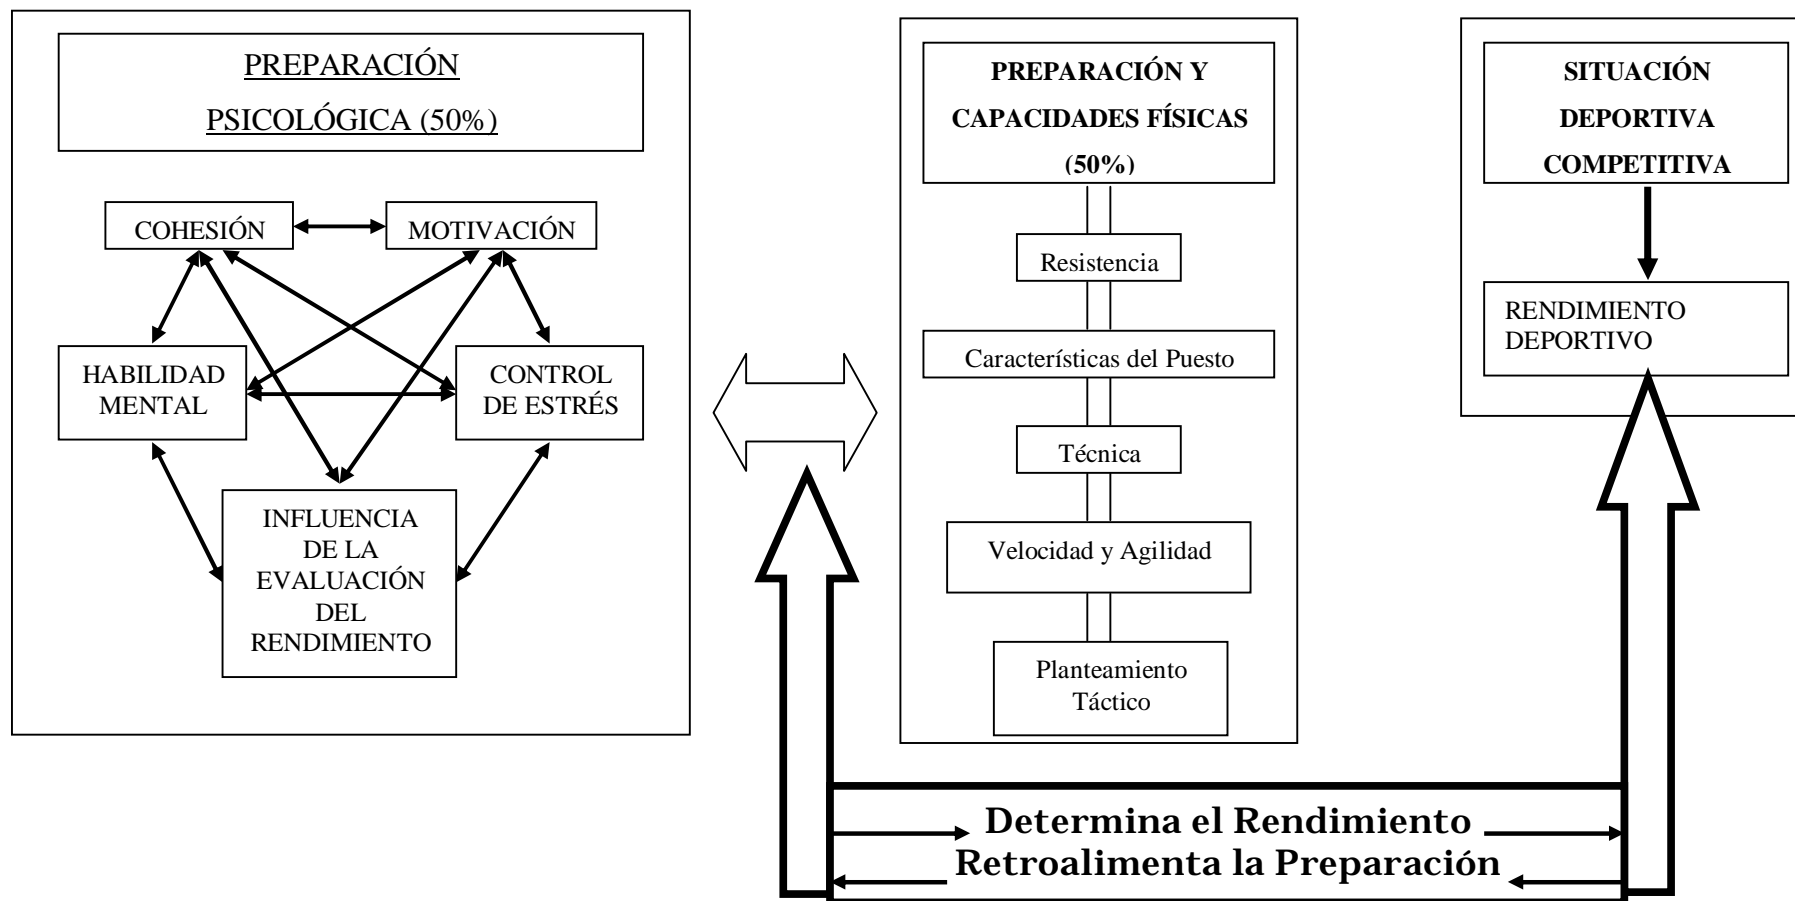 PREPARACIÓN
PSICOLÓGICA (50%)
COHESIÓN
MOTIVACIÓN
HABILIDAD
MENTAL
CONTROL
DE ESTRÉS
INFLUENCIA
DE LA
EVALUACIÓN
DEL
RENDIMIENTO
PREPARACIÓN Y
CAPACIDADES FÍSICAS
(50%)
Resistencia
Características del Puesto
Técnica
Velocidad y Agilidad
Planteamiento
Táctico
SITUACIÓN
DEPORTIVA
COMPETITIVA
RENDIMIENTO
DEPORTIVO
Determina el Rendimiento
Retroalimenta la Preparación